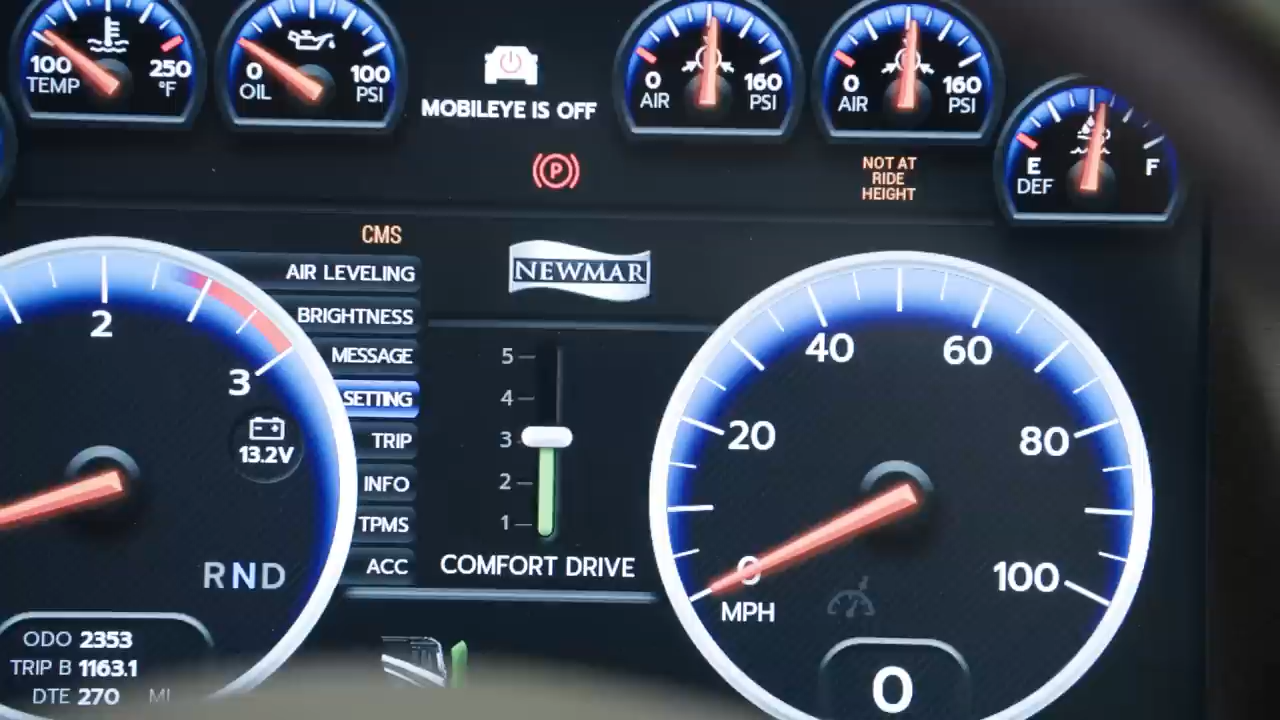 100
TEMP
250
°F
0
OIL
100
PSI
MOBILEYE IS OFF
0
AIR
160
PSI
0
AIR
160
PSI
E
DEF
F
P
NOT AT
RIDE
HEIGHT
CMS
AIR LEVELING
BRIGHTNESS
MESSAGE
SETTING
TRIP
INFO
TPMS
ACC
NEWMAR
5
4
3
2
1
COMFORT DRIVE
2
3
13.2V
RND
ODO 2353
TRIP B 1163.1
DTE 270 MI
0
20
40
60
80
100
MPH
0